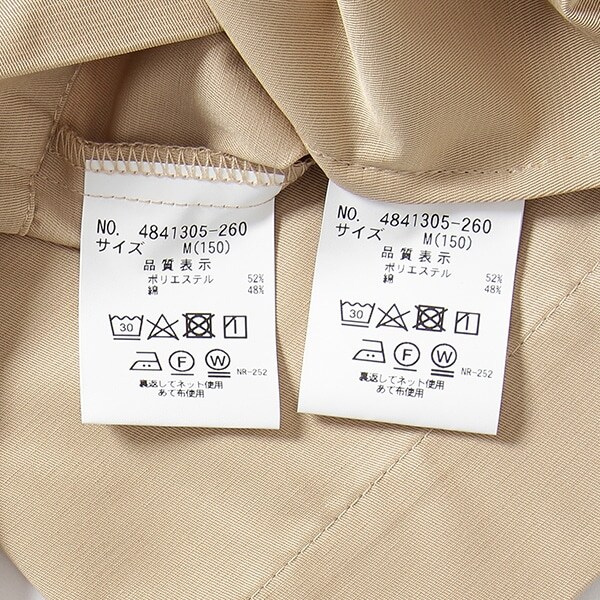 NO. 4841305-260
サイズ M(150)
品質表示
ポリエステル 52%
綿 48%
30
F W NR-252
裏返してネット使用
あて布使用
NO. 4841305-260
サイズ M(150)
品質表示
ポリエステル 52%
綿 48%
30
F W NR-252
裏返してネット使用
あて布使用